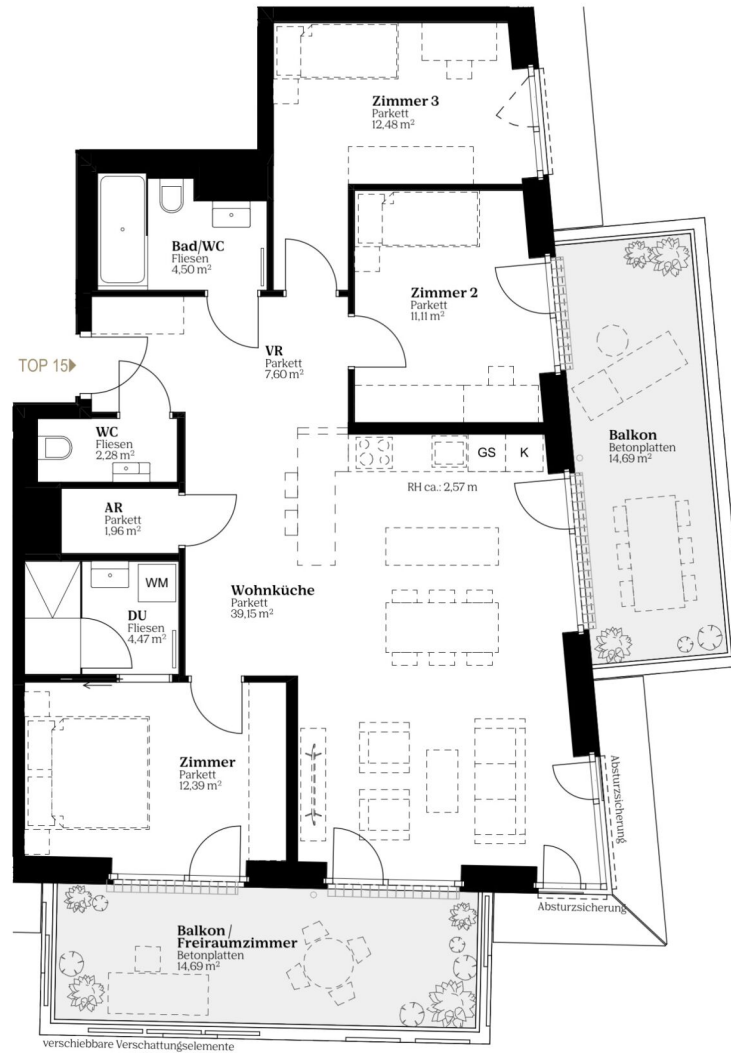 Zimmer 3
Parkett
12,48 m²
Bad/WC
Fliesen
4,50 m²
Zimmer 2
Parkett
11,11 m²
VR
Parkett
7,60 m²
TOP 15
WC
Fliesen
2,28 m²
GS
K
RH ca.: 2,57 m
Balkon
Betonplatten
14,69 m²
AR
Parkett
1,96 m²
WM
DU
Fliesen
4,47 m²
Wohnküche
Parkett
39,15 m²
Zimmer
Parkett
12,39 m²
Absturzsicherung
Absturzsicherung
Balkon /
Freiraumzimmer
Betonplatten
14,69 m²
verschiebbare Verschattungselemente